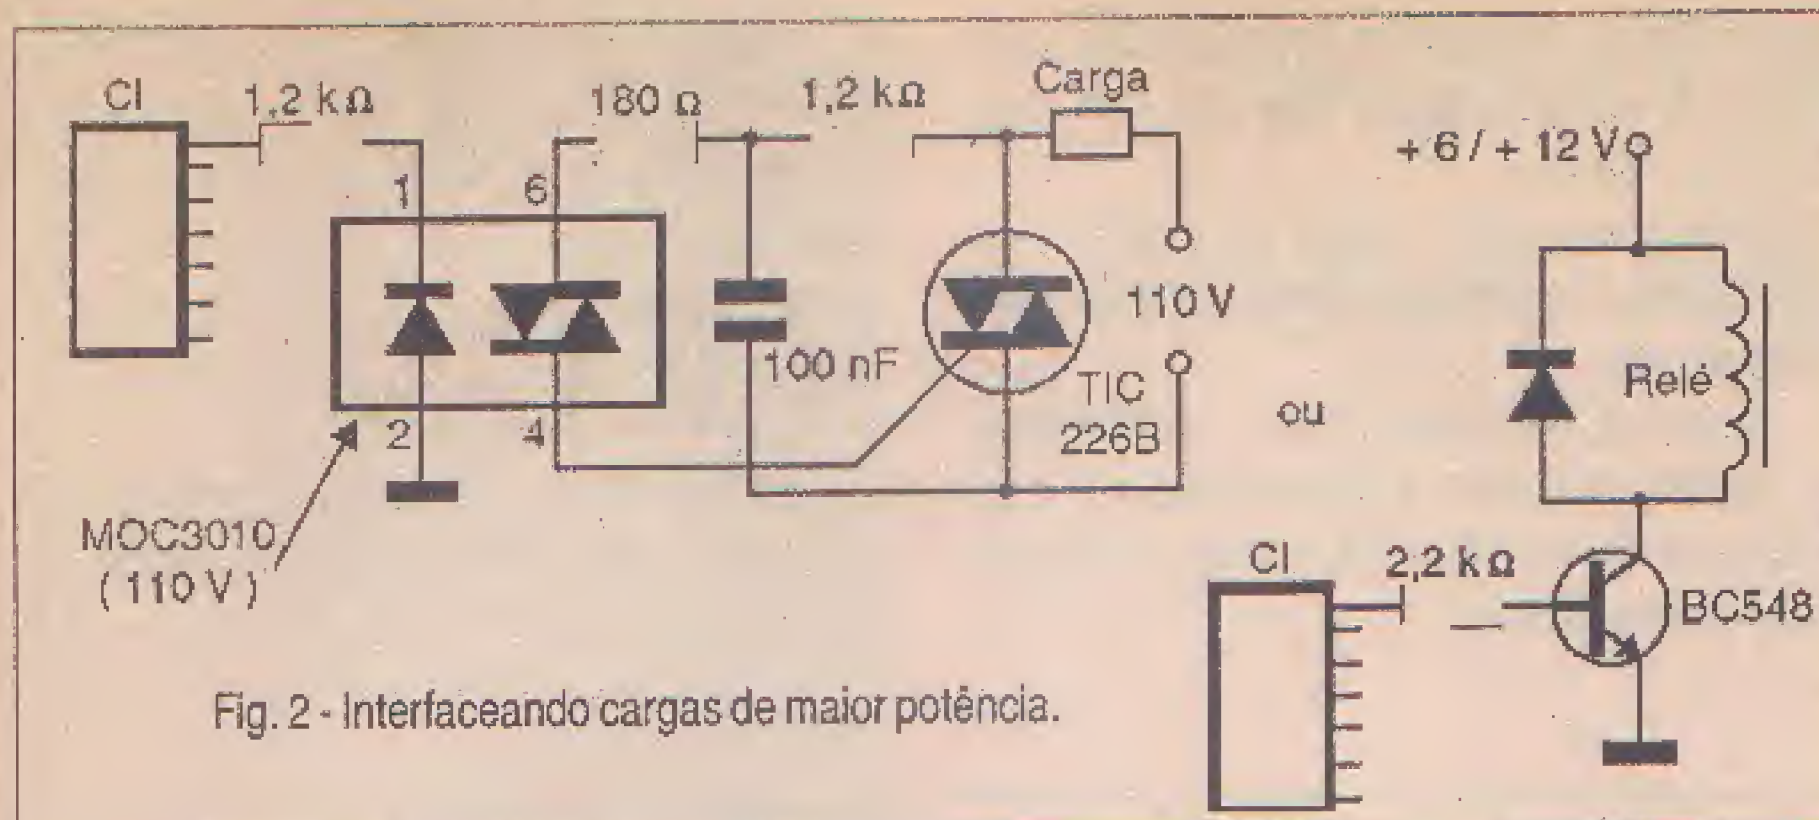 CI
1,2 kΩ
180 Ω
1,2 kΩ
Carga
+ 6 / + 12 V
1
6
110 V
100 nF
TIC
226B
ou
Relé
2
4
MOC3010
( 110 V )
CI
2,2 kΩ
BC548
Fig. 2 - Interfaceando cargas de maior potência.